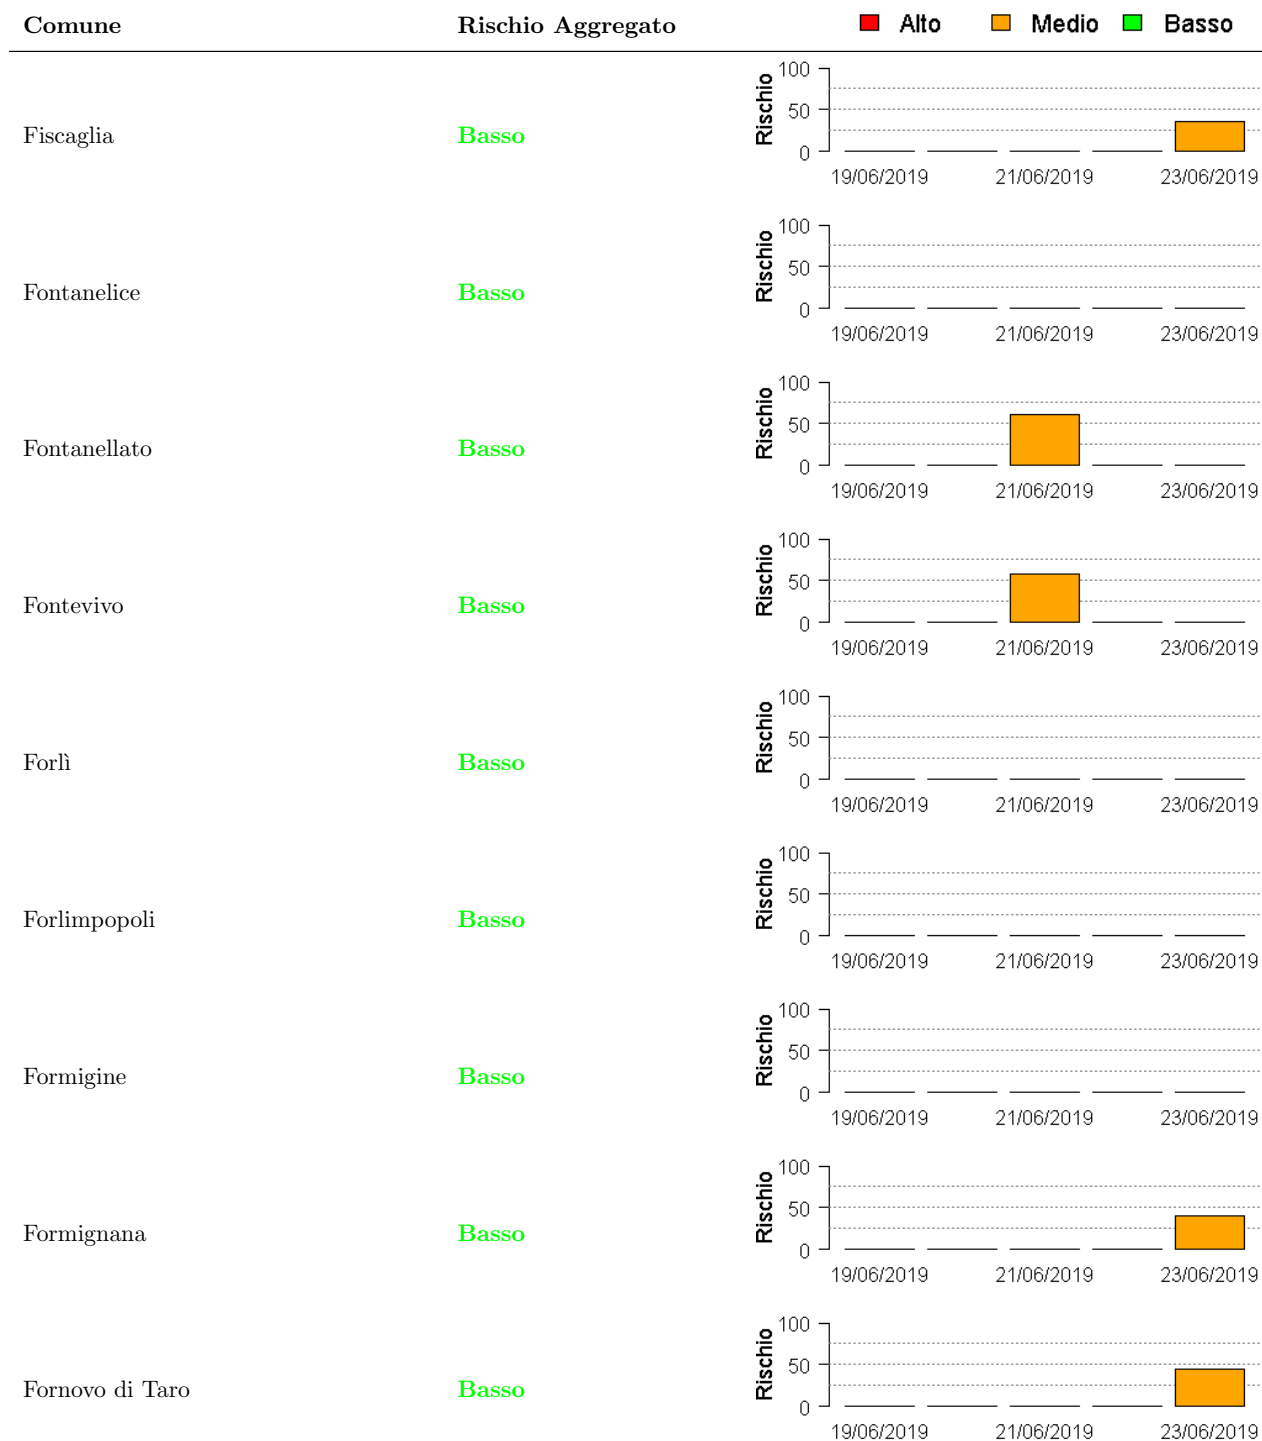 Comune Rischio Aggregato Alto Medio Basso
Rischio
100
50
0
Fiscaglia Basso
19/06/2019 21/06/2019 23/06/2019
Rischio
100
50
0
Fontanelice Basso
19/06/2019 21/06/2019 23/06/2019
Rischio
100
50
0
Fontanellato Basso
19/06/2019 21/06/2019 23/06/2019
Rischio
100
50
0
Fontevivo Basso
19/06/2019 21/06/2019 23/06/2019
Rischio
100
50
0
Forlì Basso
19/06/2019 21/06/2019 23/06/2019
Rischio
100
50
0
Forlimpopoli Basso
19/06/2019 21/06/2019 23/06/2019
Rischio
100
50
0
Formigine Basso
19/06/2019 21/06/2019 23/06/2019
Rischio
100
50
0
Formignana Basso
19/06/2019 21/06/2019 23/06/2019
Rischio
100
50
0
Fornovo di Taro Basso
19/06/2019 21/06/2019 23/06/2019